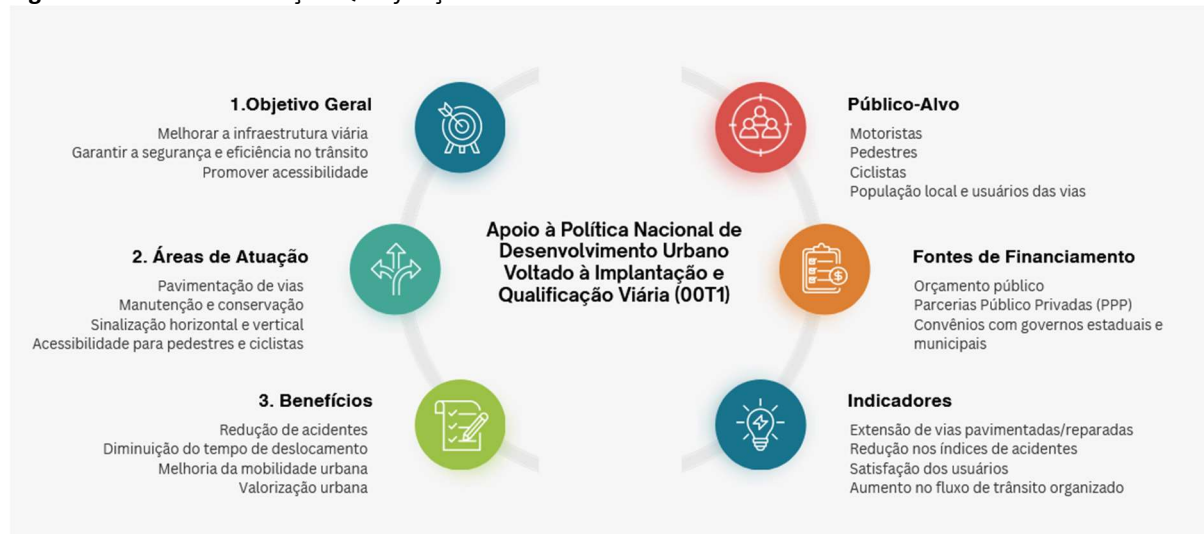 1.Objetivo Geral
Melhorar a infraestrutura viária
Garantir a segurança e eficiência no trânsito
Promover acessibilidade
2. Áreas de Atuação
Pavimentação de vias
Manutenção e conservação
Sinalização horizontal e vertical
Acessibilidade para pedestres e ciclistas
3. Benefícios
Redução de acidentes
Diminuição do tempo de deslocamento
Melhoria da mobilidade urbana
Valorização urbana
Apoio à Política Nacional de
Desenvolvimento Urbano
Voltado à Implantação e
Qualificação Viária (00T1)
Público-Alvo
Motoristas
Pedestres
Ciclistas
População local e usuários das vias
Fontes de Financiamento
Orçamento público
Parcerias Público Privadas (PPP)
Convênios com governos estaduais e
municipais
Indicadores
Extensão de vias pavimentadas/reparadas
Redução nos índices de acidentes
Satisfação dos usuários
Aumento no fluxo de trânsito organizado